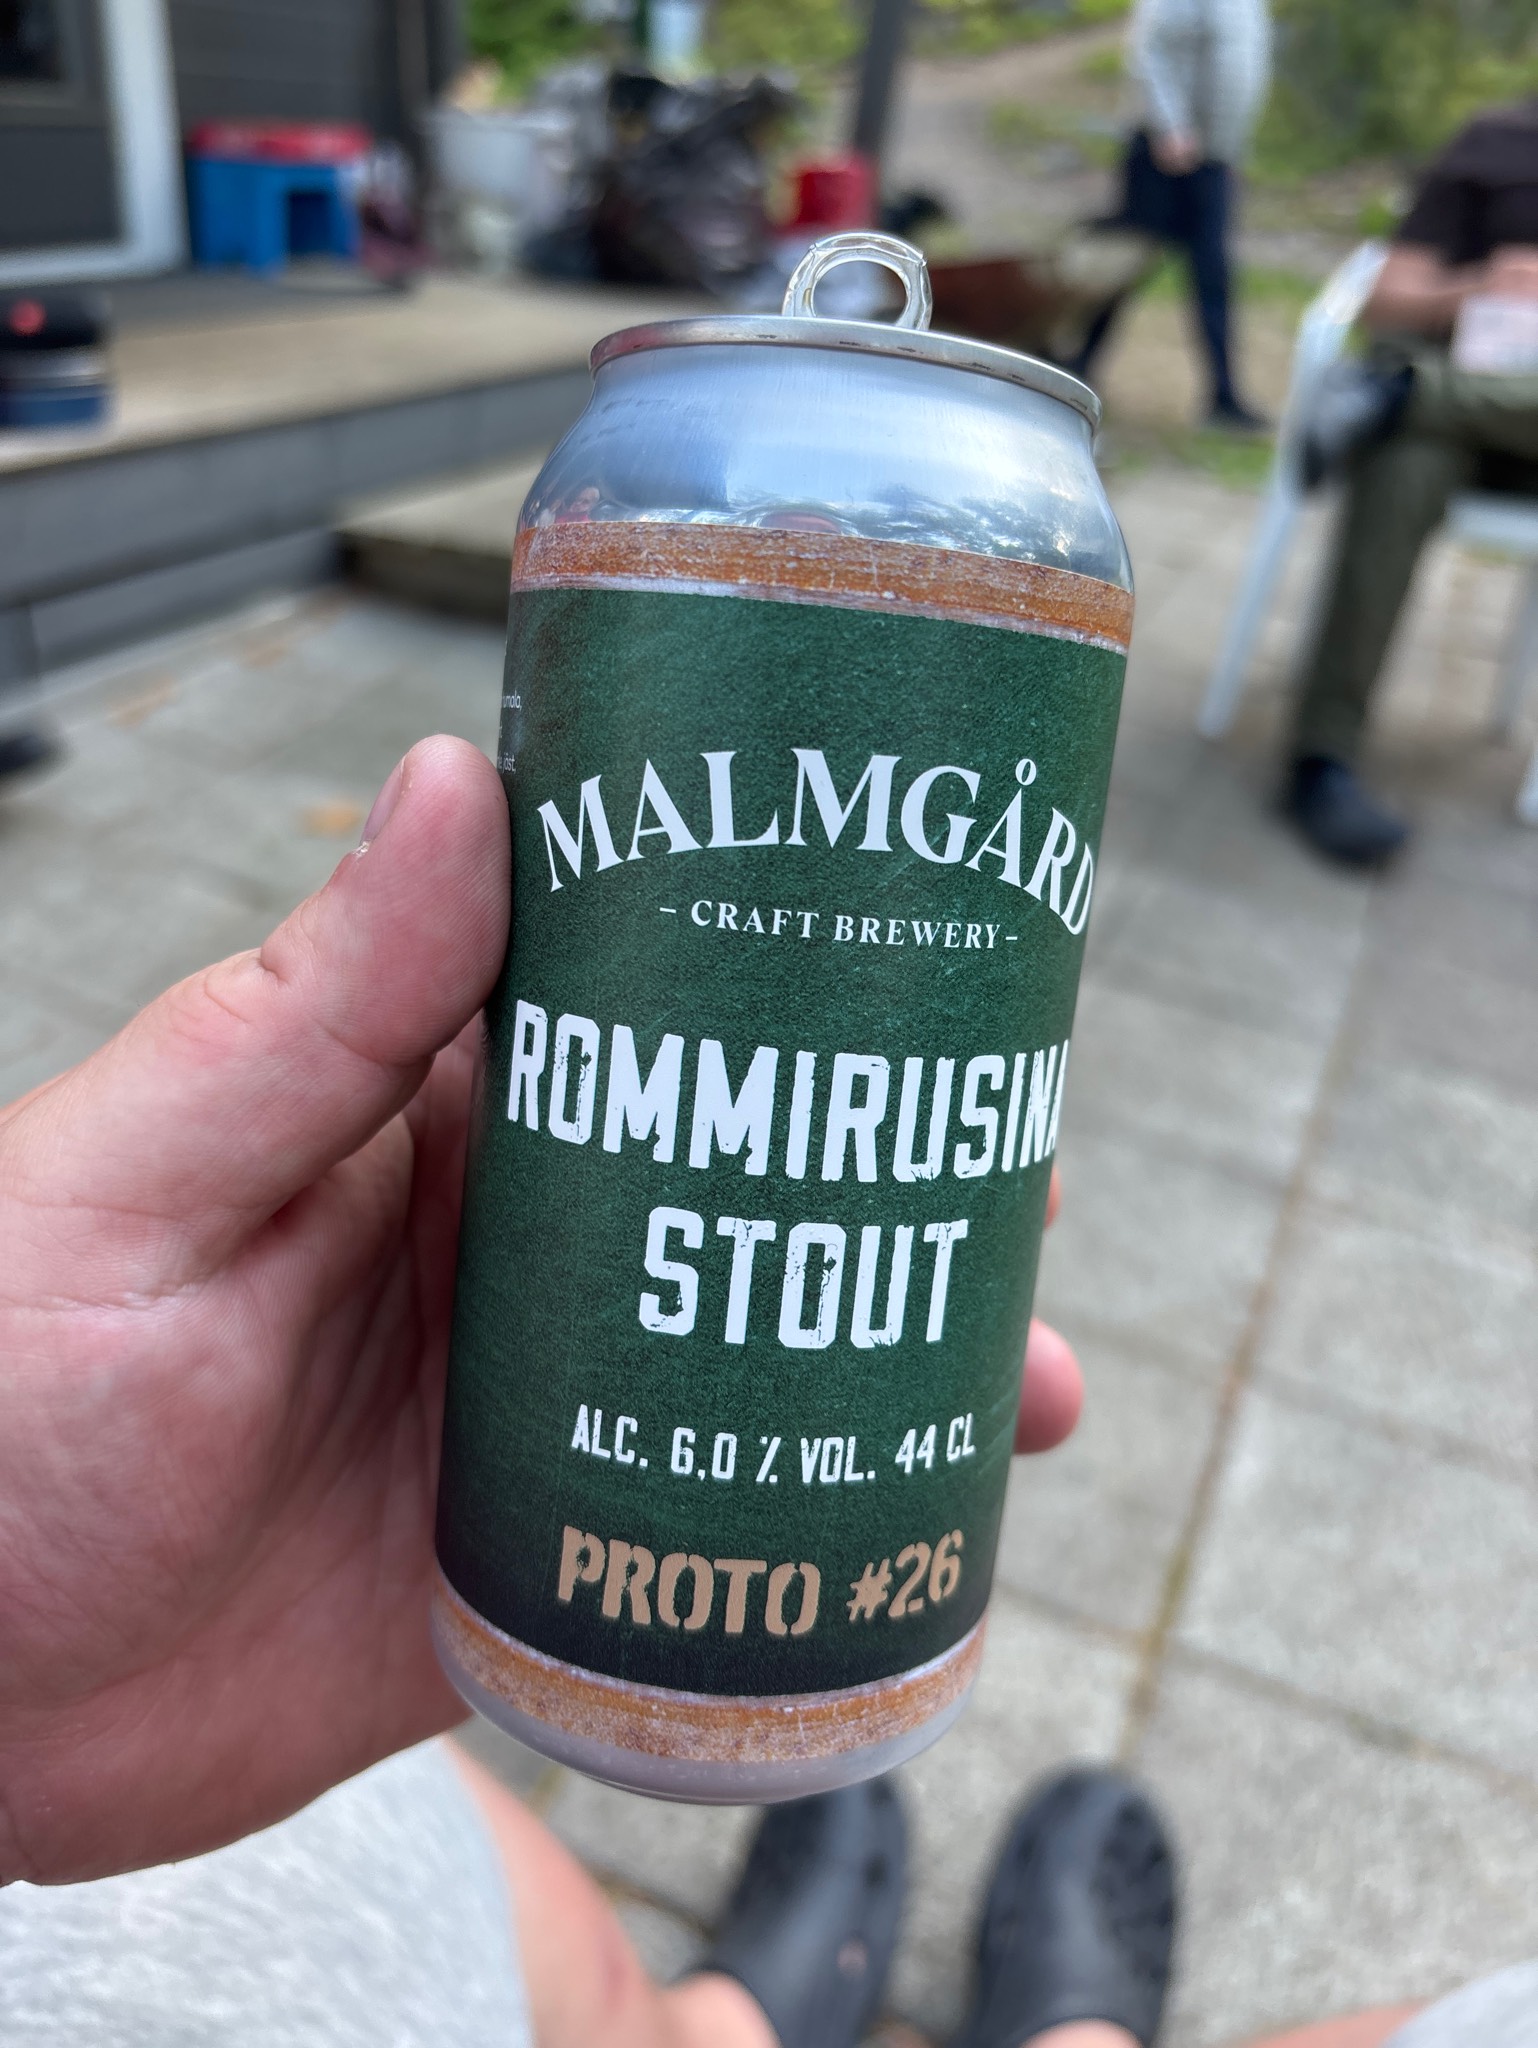 MALMGÅRD
- CRAFT BREWERY -
ROMMIRUSINA
STOUT
ALC. 6,0 % VOL. 44 CL
PROTO #26